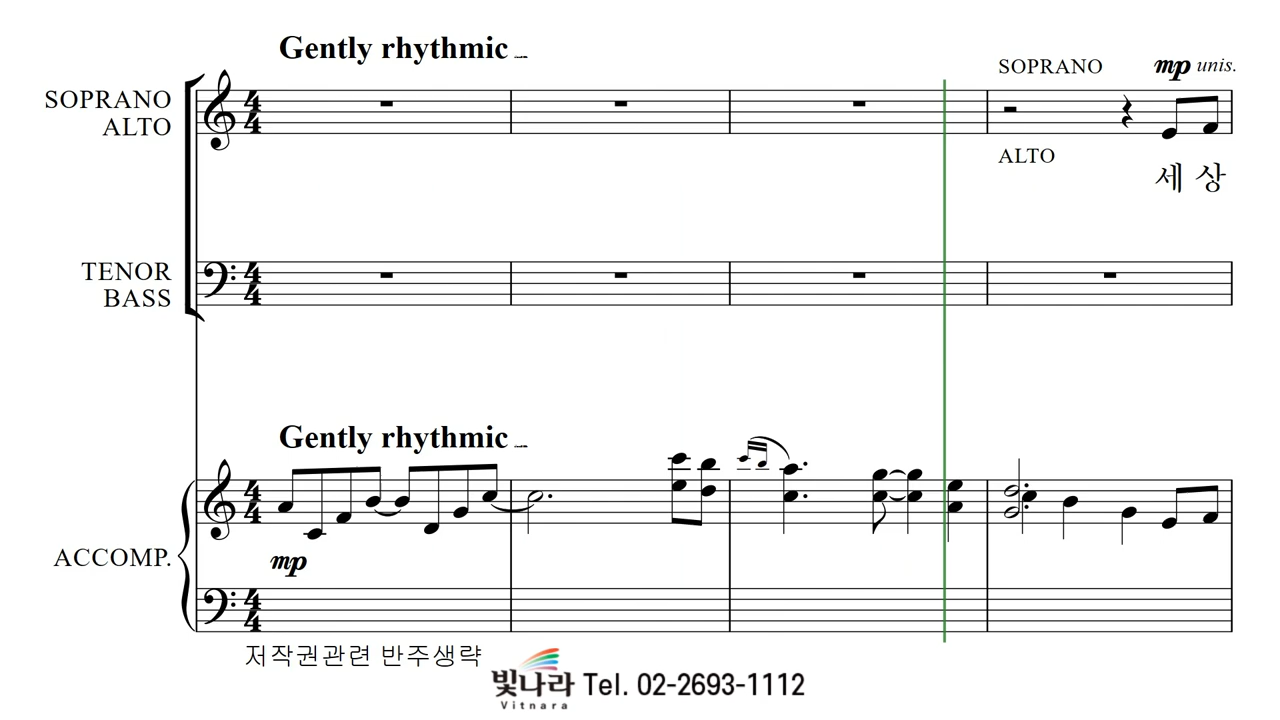 Gently rhythmic
SOPRANO mp unis.
SOPRANO
ALTO
ALTO
세 상
TENOR
BASS
Gently rhythmic
mp
ACCOMP.
저작권관련 반주생략
빛나라 Tel. 02-2693-1112
Vitnara